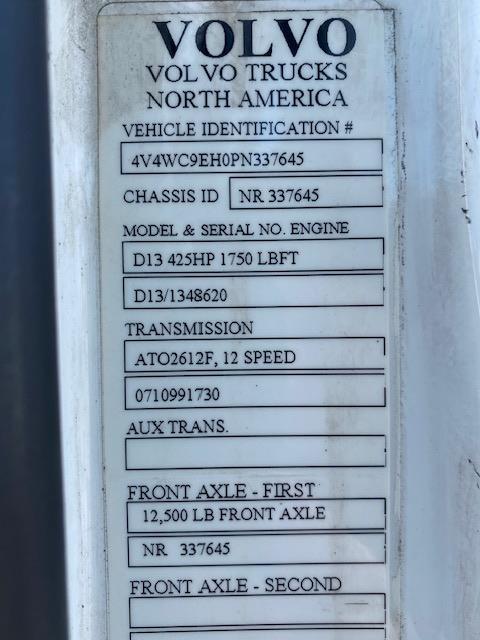 VOLVO
VOLVO TRUCKS
NORTH AMERICA
VEHICLE IDENTIFICATION #
4V4WC9EH0PN337645
CHASSIS ID NR 337645
MODEL & SERIAL NO. ENGINE
D13 425HP 1750 LBFT
D13/1348620
TRANSMISSION
ATO2612F, 12 SPEED
0710991730
AUX TRANS.
FRONT AXLE - FIRST
12,500 LB FRONT AXLE
NR 337645
FRONT AXLE - SECOND